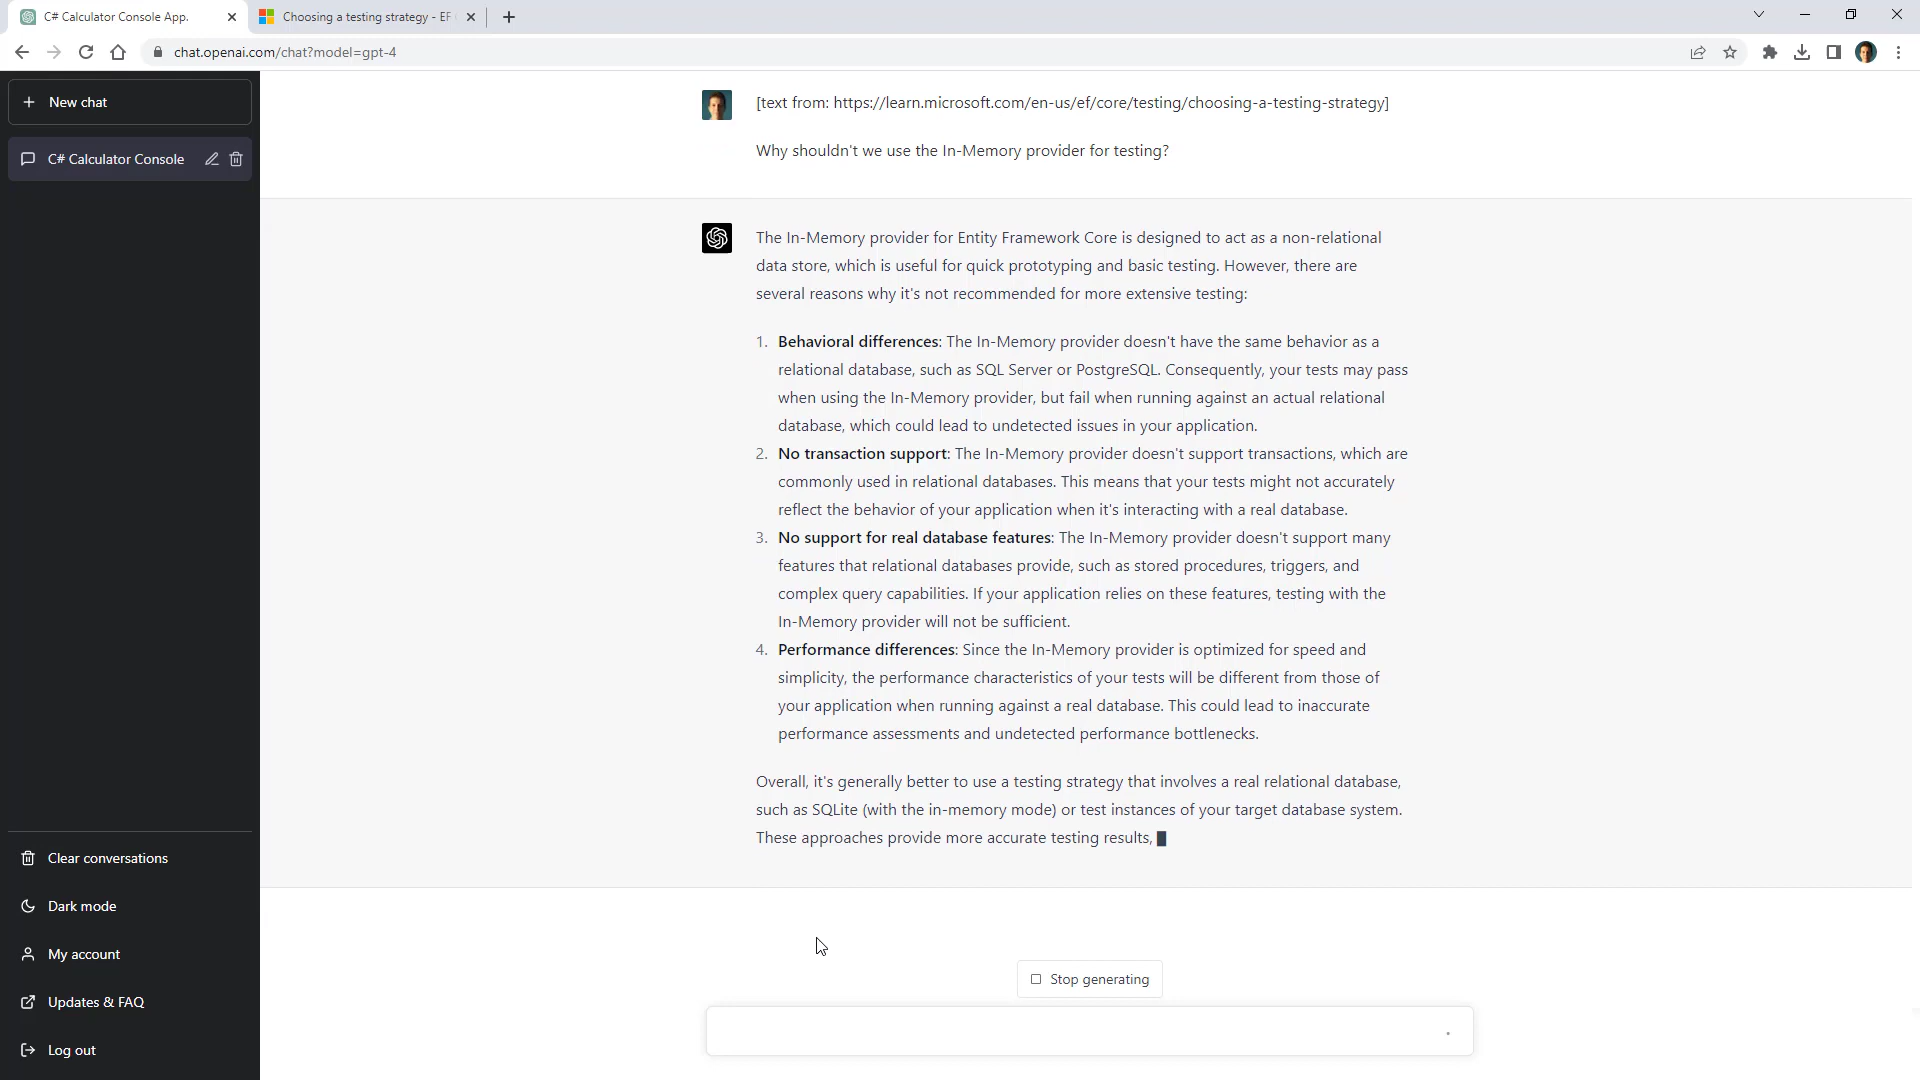 C# Calculator Console App.
Choosing a testing strategy - EF
chat.openai.com/chat?model=gpt-4
New chat
C# Calculator Console
[text from: https://learn.microsoft.com/en-us/ef/core/testing/choosing-a-testing-strategy]
Why shouldn't we use the In-Memory provider for testing?
The In-Memory provider for Entity Framework Core is designed to act as a non-relational
data store, which is useful for quick prototyping and basic testing. However, there are
several reasons why it's not recommended for more extensive testing:
1. Behavioral differences: The In-Memory provider doesn't have the same behavior as a
relational database, such as SQL Server or PostgreSQL. Consequently, your tests may pass
when using the In-Memory provider, but fail when running against an actual relational
database, which could lead to undetected issues in your application.
2. No transaction support: The In-Memory provider doesn't support transactions, which are
commonly used in relational databases. This means that your tests might not accurately
reflect the behavior of your application when it's interacting with a real database.
3. No support for real database features: The In-Memory provider doesn't support many
features that relational databases provide, such as stored procedures, triggers, and
complex query capabilities. If your application relies on these features, testing with the
In-Memory provider will not be sufficient.
4. Performance differences: Since the In-Memory provider is optimized for speed and
simplicity, the performance characteristics of your tests will be different from those of
your application when running against a real database. This could lead to inaccurate
performance assessments and undetected performance bottlenecks.
Overall, it's generally better to use a testing strategy that involves a real relational database,
such as SQLite (with the in-memory mode) or test instances of your target database system.
These approaches provide more accurate testing results,
Clear conversations
Dark mode
My account
Updates & FAQ
Log out
Stop generating